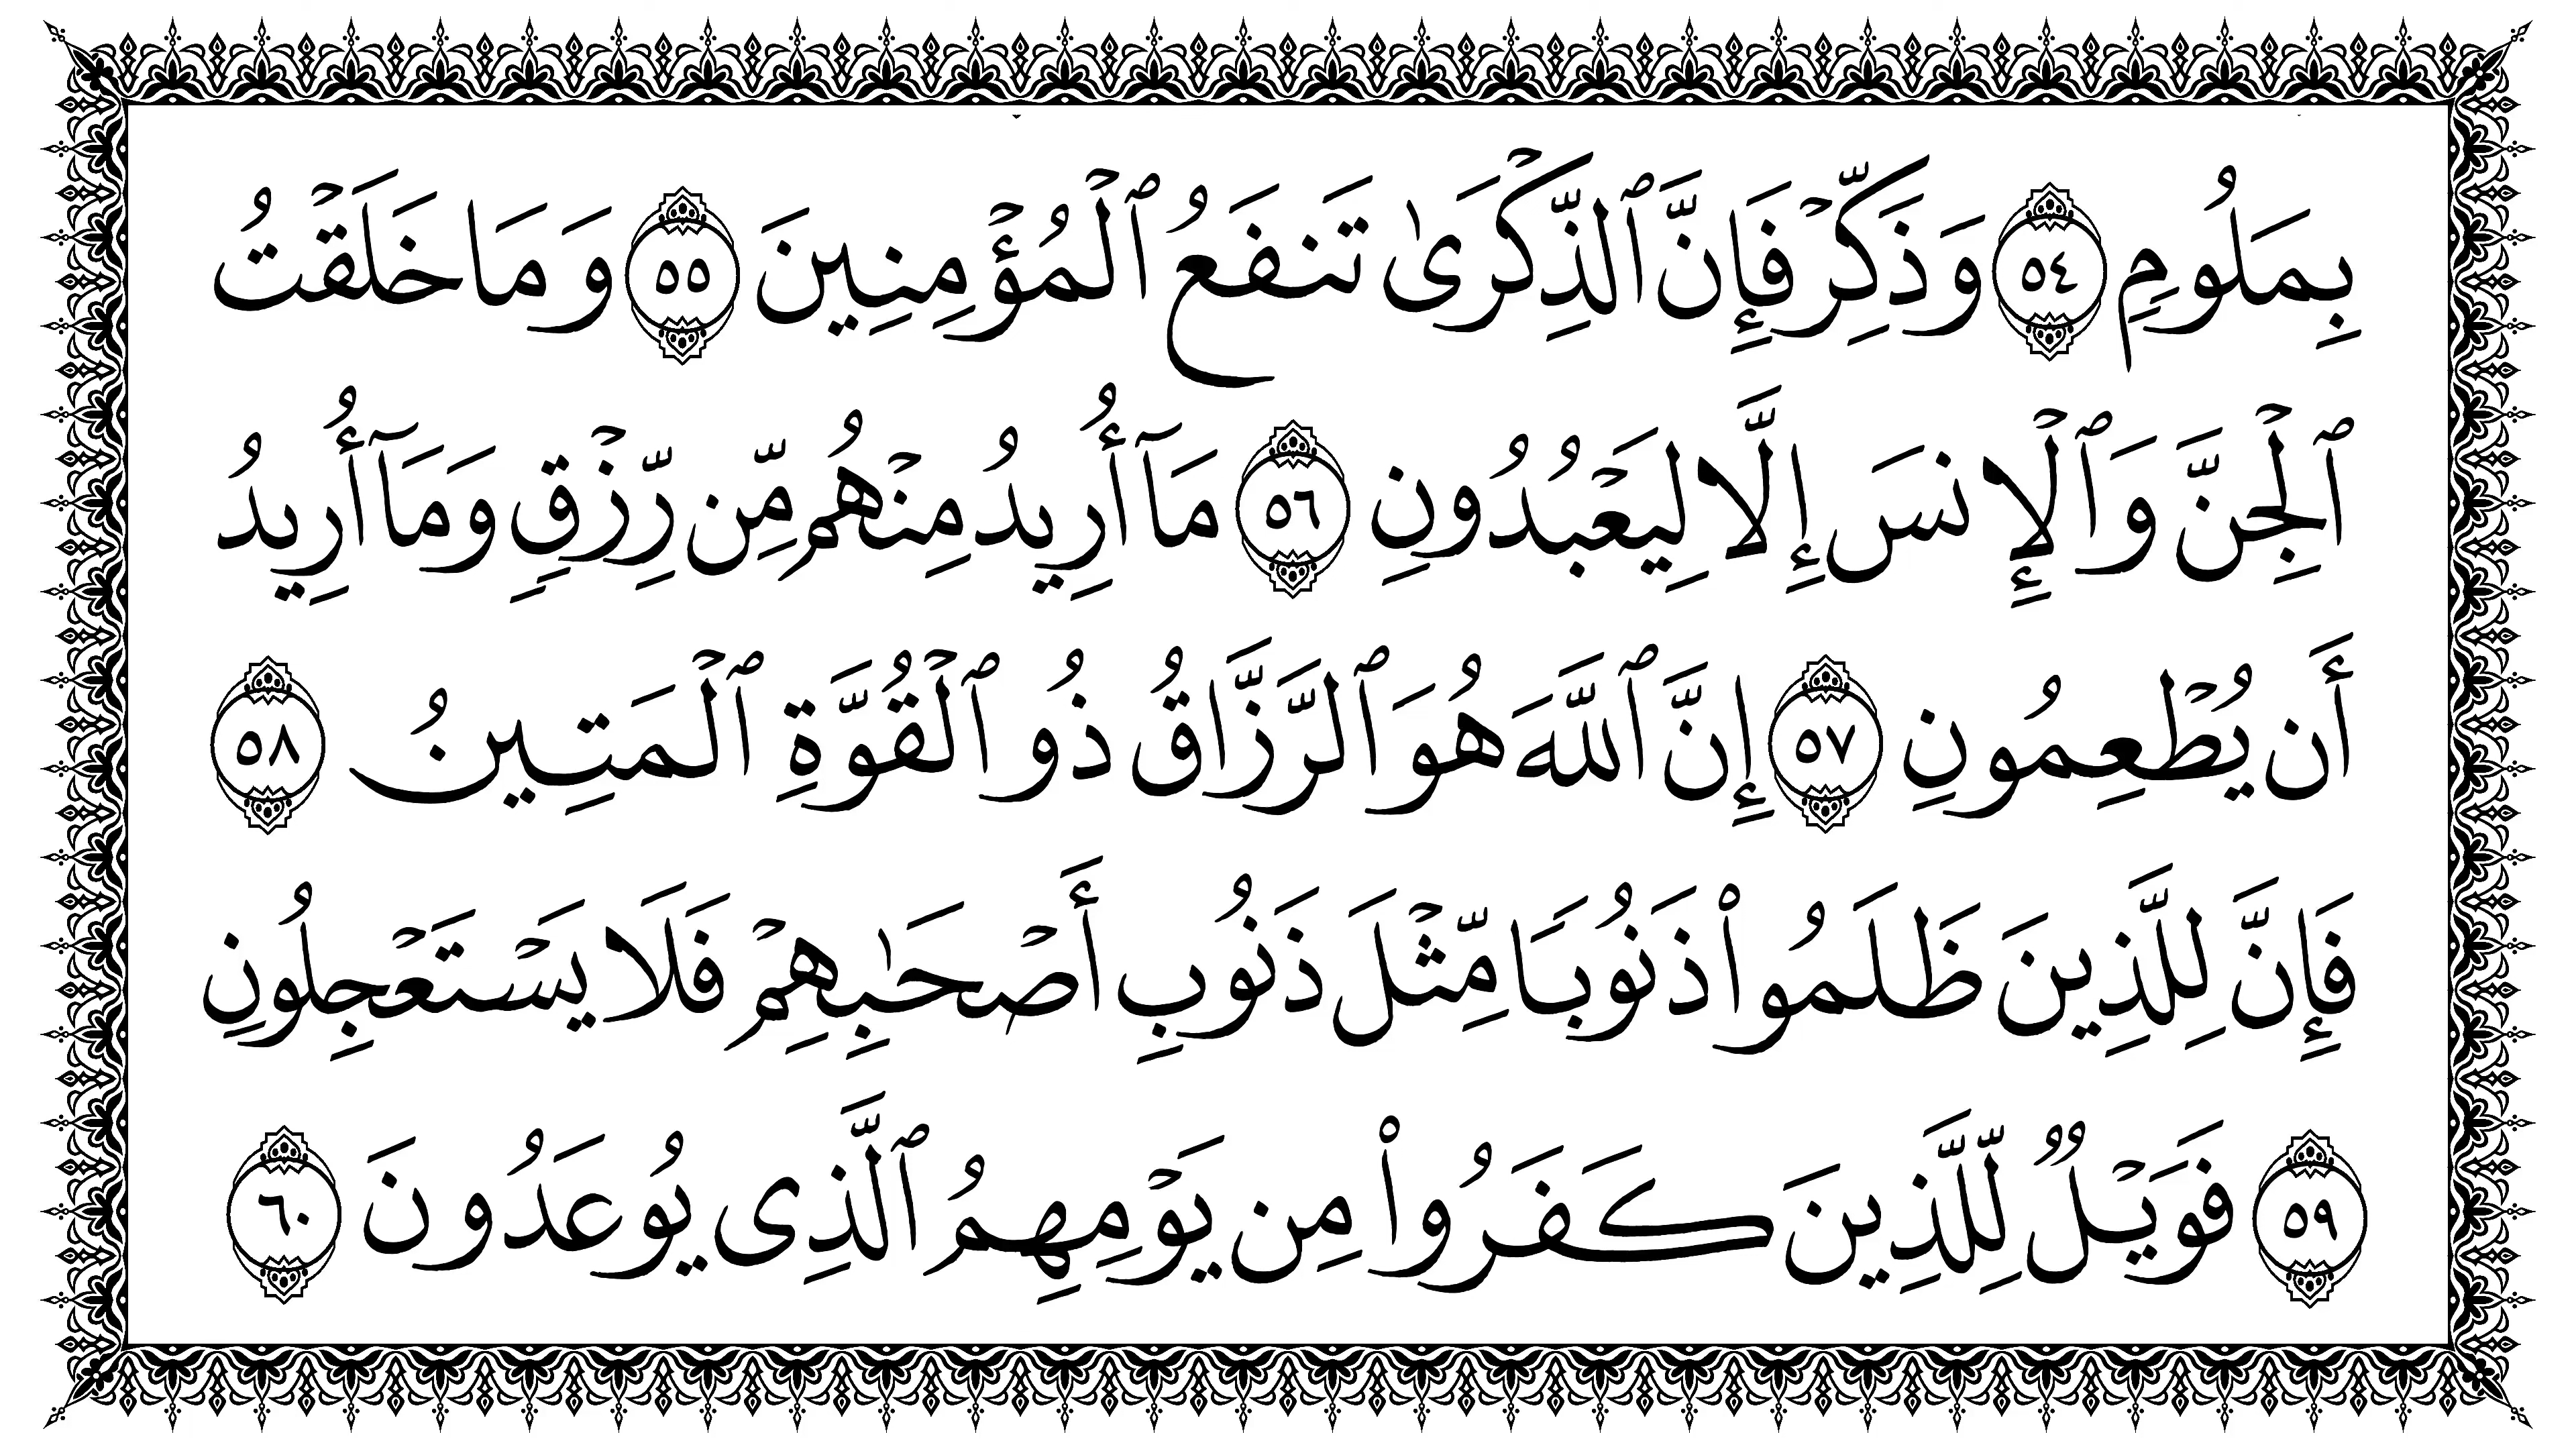 بِمَلُومٖ ٥٤ وَذَكِّرۡ فَإِنَّ ٱلذِّكۡرَىٰ تَنفَعُ ٱلۡمُؤۡمِنِينَ ٥٥ وَمَا خَلَقۡتُ
ٱلۡجِنَّ وَٱلۡإِنسَ إِلَّا لِيَعۡبُدُونِ ٥٦ مَآ أُرِيدُ مِنۡهُم مِّن رِّزۡقٖ وَمَآ أُرِيدُ
أَن يُطۡعِمُونِ ٥٧ إِنَّ ٱللَّهَ هُوَ ٱلرَّزَّاقُ ذُو ٱلۡقُوَّةِ ٱلۡمَتِينُ ٥٨
فَإِنَّ لِلَّذِينَ ظَلَمُواْ ذَنُوبٗا مِّثۡلَ ذَنُوبِ أَصۡحَٰبِهِمۡ فَلَا يَسۡتَعۡجِلُونِ
٥٩ فَوَيۡلٞ لِّلَّذِينَ كَفَرُواْ مِن يَوۡمِهِمُ ٱلَّذِي يُوعَدُونَ ٦٠